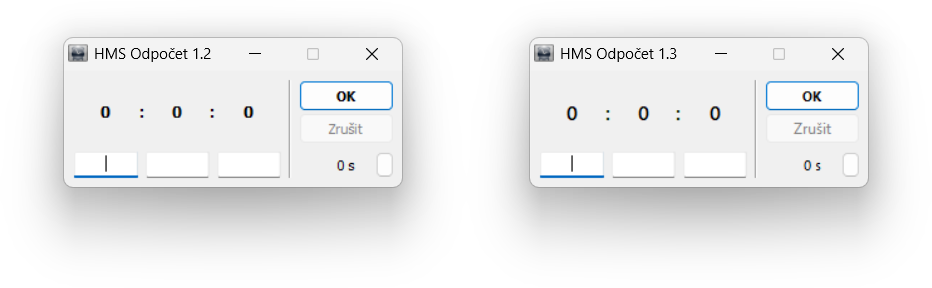 HMS Odpočet 1.2
0 : 0 : 0
OK
Zrušit
0 s
HMS Odpočet 1.3
0 : 0 : 0
OK
Zrušit
0 s